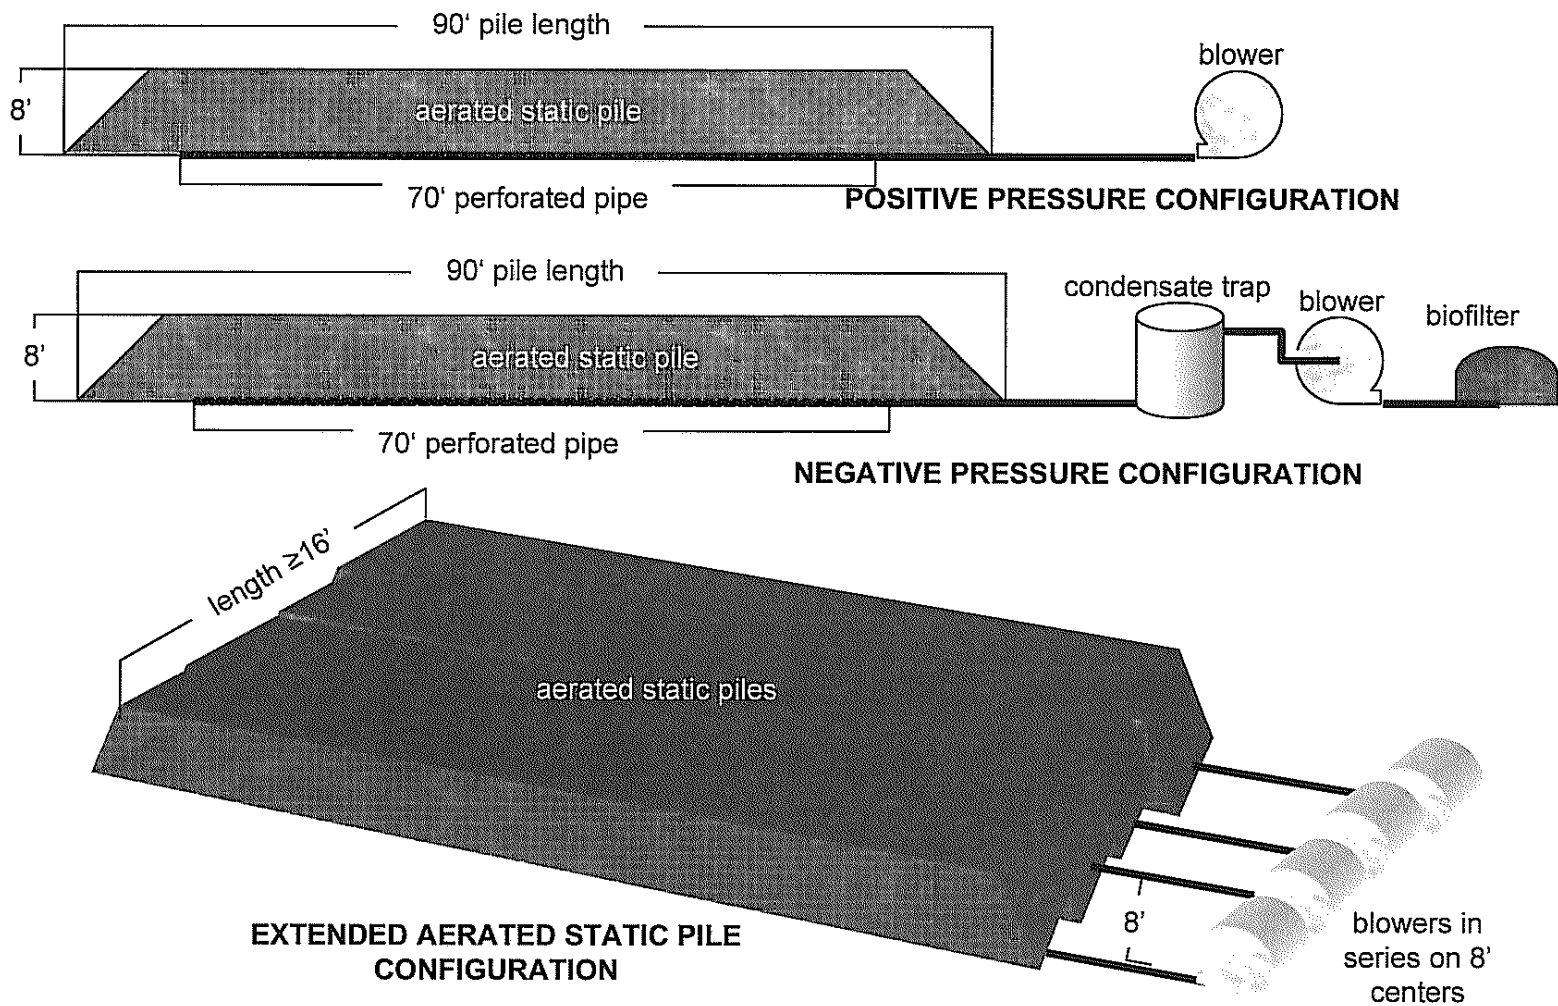 90' pile length
blower
8'
aerated static pile
70' perforated pipe
POSITIVE PRESSURE CONFIGURATION
90' pile length
condensate trap
blower
biofilter
8'
aerated static pile
70' perforated pipe
NEGATIVE PRESSURE CONFIGURATION
length ≥16'
aerated static piles
8'
EXTENDED AERATED STATIC PILE
CONFIGURATION
blowers in
series on 8'
centers